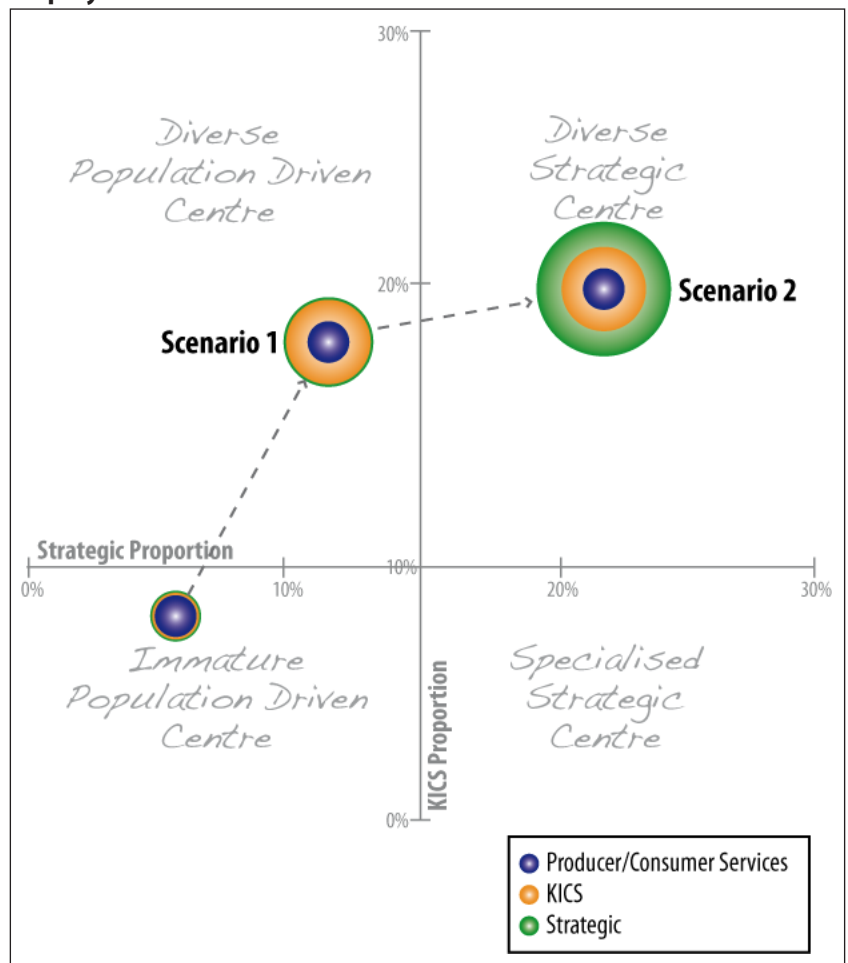 30%
Diverse
Population Driven
Centre
Diverse
Strategic
Centre
20%
Scenario 2
Scenario 1
Strategic Proportion
10%
0%
10%
20%
30%
Immature
Population Driven
Centre
Specialised
Strategic
Centre
KICS Proportion
0%
Producer/Consumer Services
KICS
Strategic